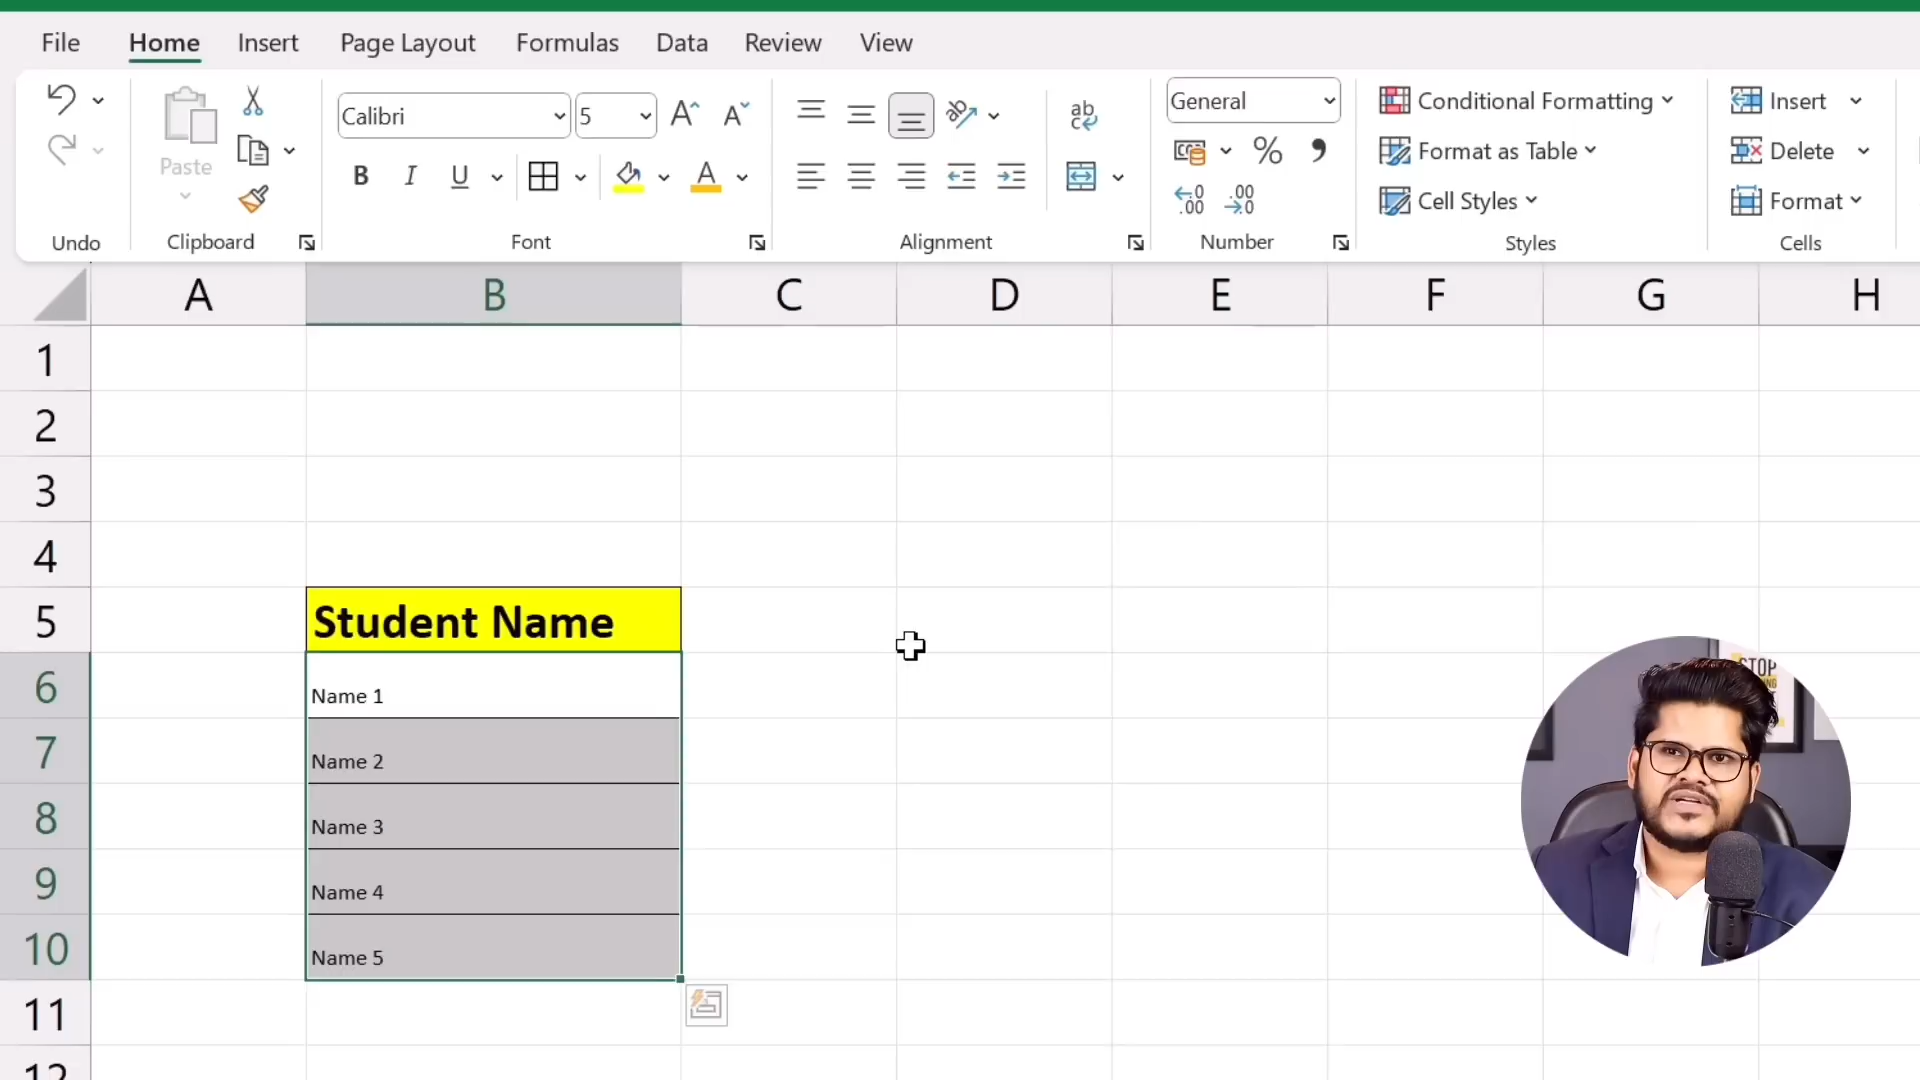 File Home Insert Page Layout Formulas Data Review View
Calibri 5 General Conditional Formatting Insert
Paste B I U % Format as Table Delete
Cell Styles Format
Undo Clipboard Font Alignment Number Styles Cells
A B C D E F G H
1
2
3
4
5 Student Name
6 Name 1
7 Name 2
8 Name 3
9 Name 4
10 Name 5
11
12
STOP